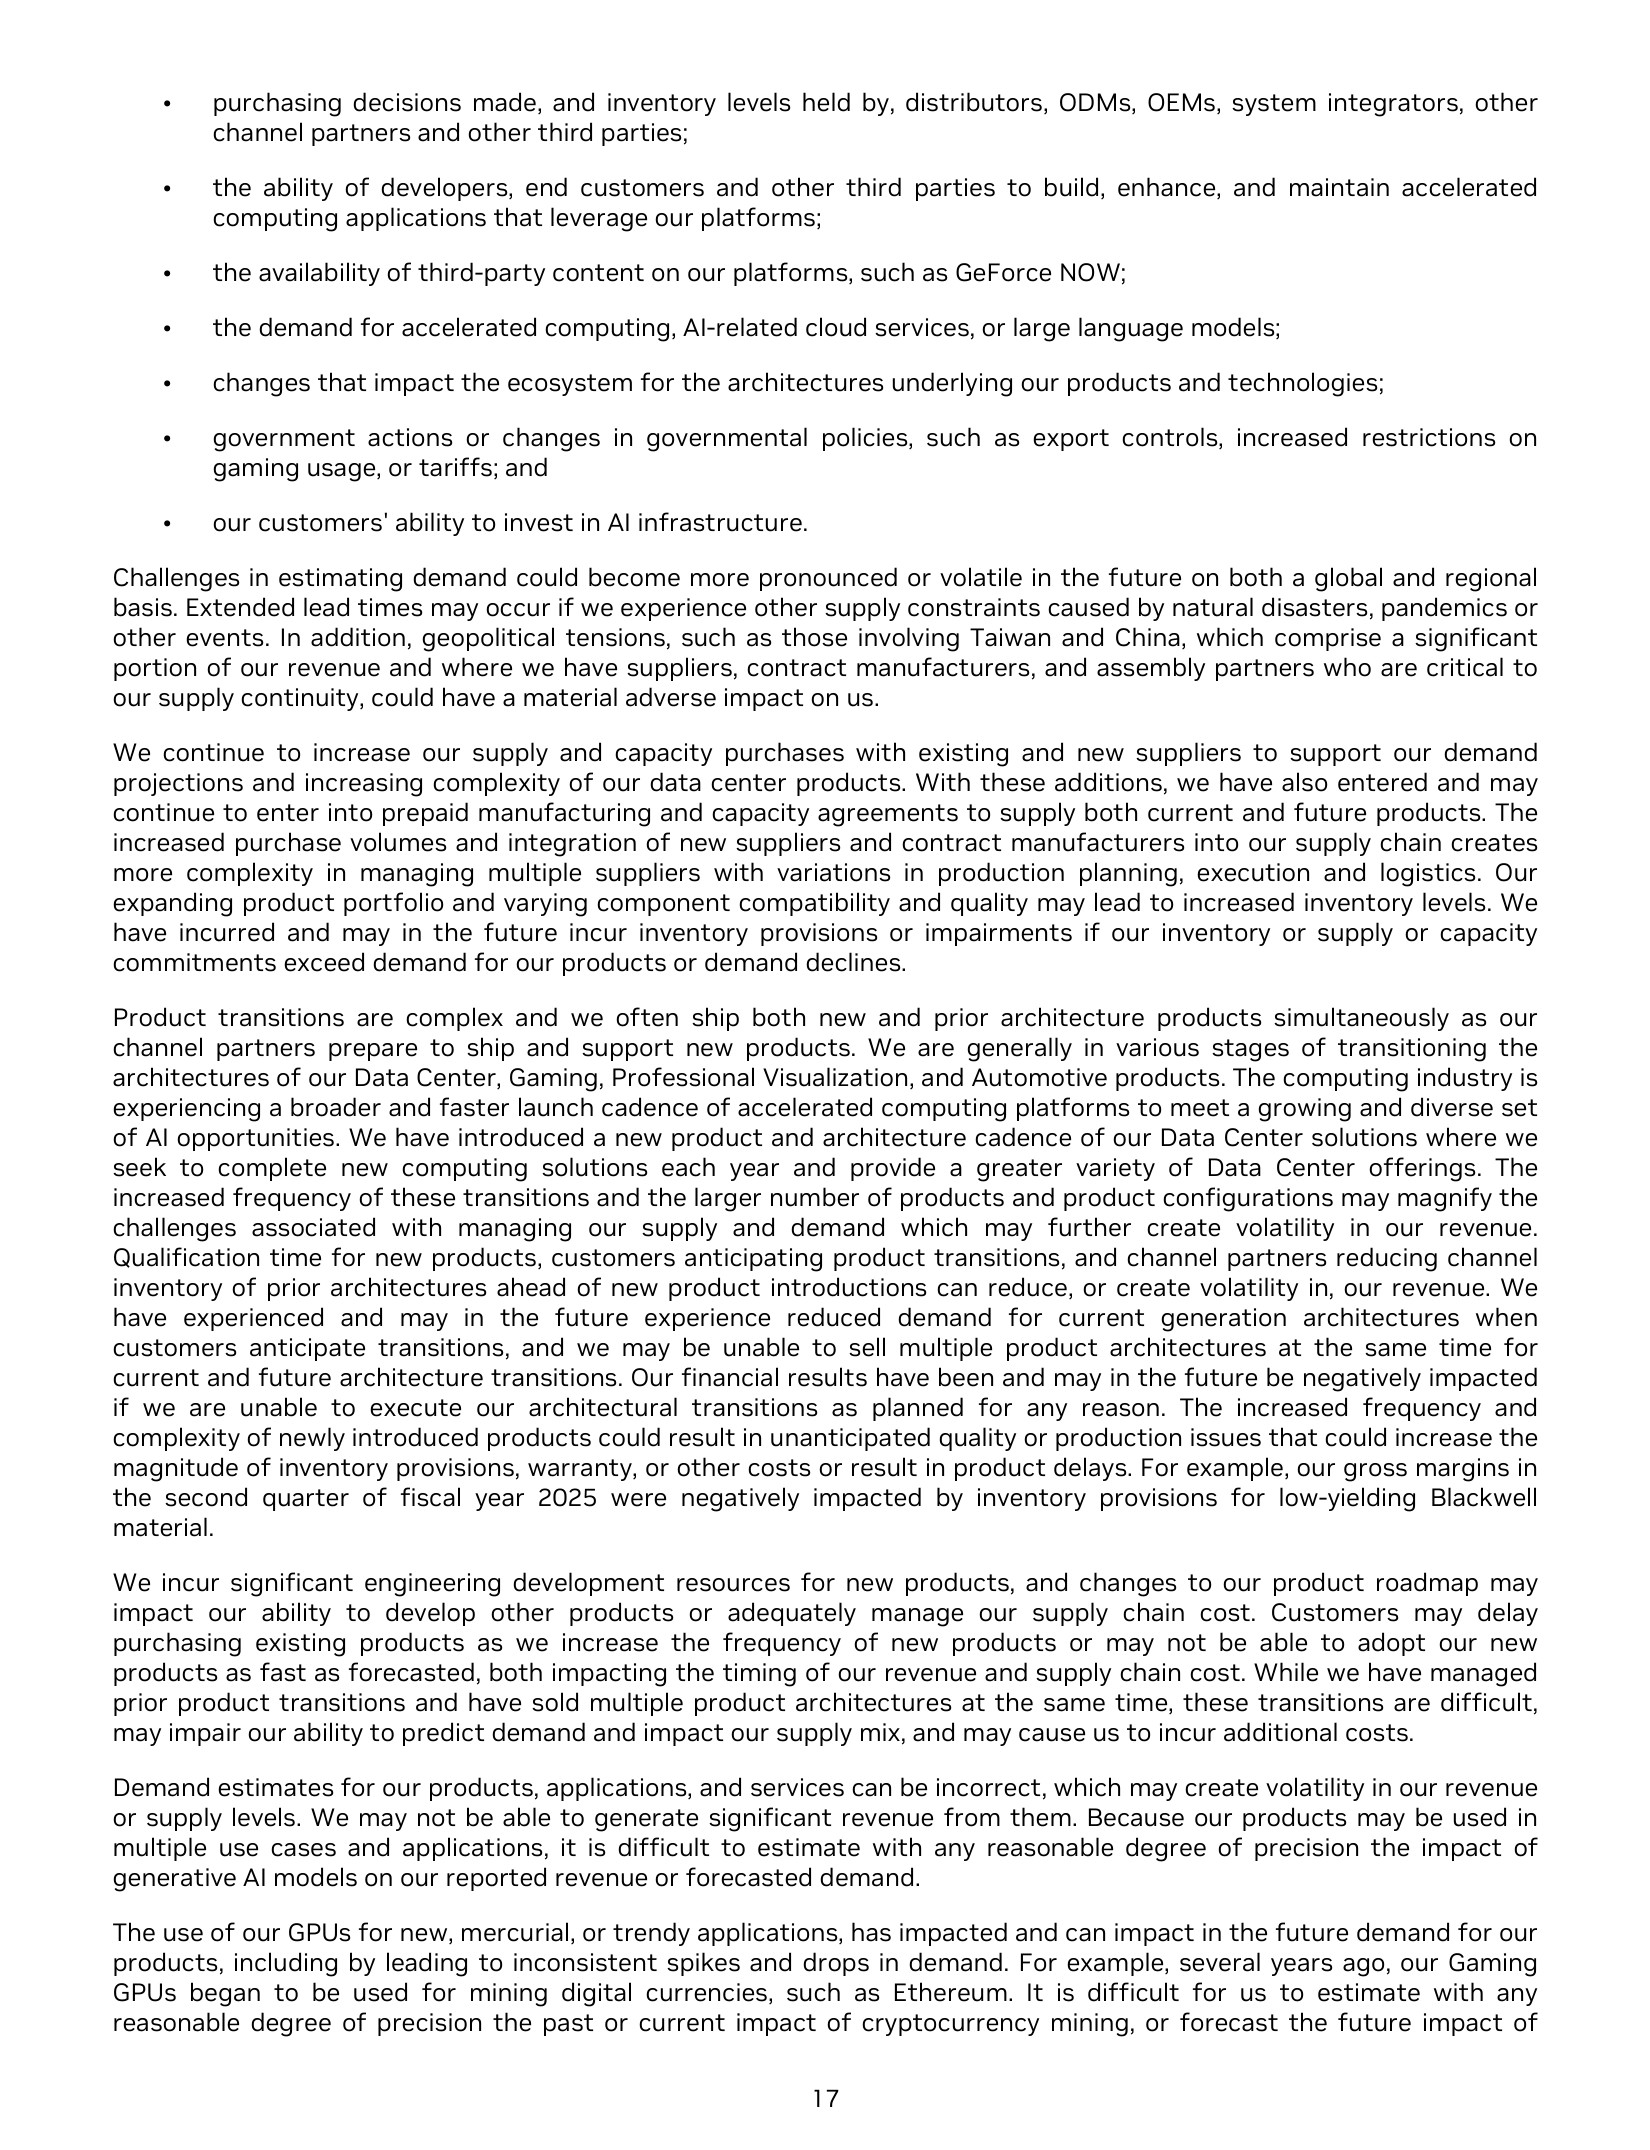 • purchasing decisions made, and inventory levels held by, distributors, ODMs, OEMs, system integrators, other
channel partners and other third parties;
• the ability of developers, end customers and other third parties to build, enhance, and maintain accelerated
computing applications that leverage our platforms;
• the availability of third-party content on our platforms, such as GeForce NOW;
• the demand for accelerated computing, AI-related cloud services, or large language models;
• changes that impact the ecosystem for the architectures underlying our products and technologies;
• government actions or changes in governmental policies, such as export controls, increased restrictions on
gaming usage, or tariffs; and
• our customers' ability to invest in AI infrastructure.
Challenges in estimating demand could become more pronounced or volatile in the future on both a global and regional
basis. Extended lead times may occur if we experience other supply constraints caused by natural disasters, pandemics or
other events. In addition, geopolitical tensions, such as those involving Taiwan and China, which comprise a significant
portion of our revenue and where we have suppliers, contract manufacturers, and assembly partners who are critical to
our supply continuity, could have a material adverse impact on us.
We continue to increase our supply and capacity purchases with existing and new suppliers to support our demand
projections and increasing complexity of our data center products. With these additions, we have also entered and may
continue to enter into prepaid manufacturing and capacity agreements to supply both current and future products. The
increased purchase volumes and integration of new suppliers and contract manufacturers into our supply chain creates
more complexity in managing multiple suppliers with variations in production planning, execution and logistics. Our
expanding product portfolio and varying component compatibility and quality may lead to increased inventory levels. We
have incurred and may in the future incur inventory provisions or impairments if our inventory or supply or capacity
commitments exceed demand for our products or demand declines.
Product transitions are complex and we often ship both new and prior architecture products simultaneously as our
channel partners prepare to ship and support new products. We are generally in various stages of transitioning the
architectures of our Data Center, Gaming, Professional Visualization, and Automotive products. The computing industry is
experiencing a broader and faster launch cadence of accelerated computing platforms to meet a growing and diverse set
of AI opportunities. We have introduced a new product and architecture cadence of our Data Center solutions where we
seek to complete new computing solutions each year and provide a greater variety of Data Center offerings. The
increased frequency of these transitions and the larger number of products and product configurations may magnify the
challenges associated with managing our supply and demand which may further create volatility in our revenue.
Qualification time for new products, customers anticipating product transitions, and channel partners reducing channel
inventory of prior architectures ahead of new product introductions can reduce, or create volatility in, our revenue. We
have experienced and may in the future experience reduced demand for current generation architectures when
customers anticipate transitions, and we may be unable to sell multiple product architectures at the same time for
current and future architecture transitions. Our financial results have been and may in the future be negatively impacted
if we are unable to execute our architectural transitions as planned for any reason. The increased frequency and
complexity of newly introduced products could result in unanticipated quality or production issues that could increase the
magnitude of inventory provisions, warranty, or other costs or result in product delays. For example, our gross margins in
the second quarter of fiscal year 2025 were negatively impacted by inventory provisions for low-yielding Blackwell
material.
We incur significant engineering development resources for new products, and changes to our product roadmap may
impact our ability to develop other products or adequately manage our supply chain cost. Customers may delay
purchasing existing products as we increase the frequency of new products or may not be able to adopt our new
products as fast as forecasted, both impacting the timing of our revenue and supply chain cost. While we have managed
prior product transitions and have sold multiple product architectures at the same time, these transitions are difficult,
may impair our ability to predict demand and impact our supply mix, and may cause us to incur additional costs.
Demand estimates for our products, applications, and services can be incorrect, which may create volatility in our revenue
or supply levels. We may not be able to generate significant revenue from them. Because our products may be used in
multiple use cases and applications, it is difficult to estimate with any reasonable degree of precision the impact of
generative AI models on our reported revenue or forecasted demand.
The use of our GPUs for new, mercurial, or trendy applications, has impacted and can impact in the future demand for our
products, including by leading to inconsistent spikes and drops in demand. For example, several years ago, our Gaming
GPUs began to be used for mining digital currencies, such as Ethereum. It is difficult for us to estimate with any
reasonable degree of precision the past or current impact of cryptocurrency mining, or forecast the future impact of
17